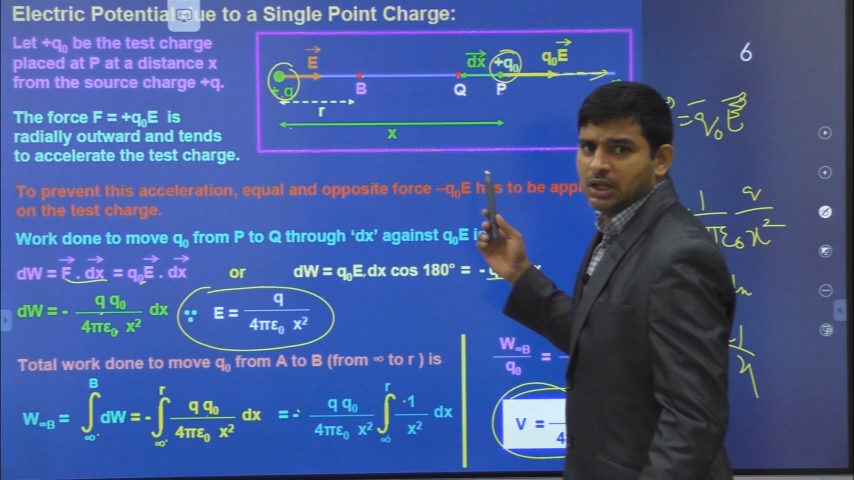 Electric Potential due to a Single Point Charge:
Let +q₀ be the test charge
placed at P at a distance x
from the source charge +q.
The force F = +q₀E is
radially outward and tends
to accelerate the test charge.
E
dx
+q₀
q₀E
+q
B
Q
P
r
x
6
To prevent this acceleration, equal and opposite force –q₀E has to be
on the test charge.
Work done to move q₀ from P to Q through ‘dx’ against q₀E is
dW = F . dx = q₀E . dx or dW = q₀E dx cos 180° = -
dW = - q q₀ / 4πε₀ x² dx
∵ E = q / 4πε₀ x²
Total work done to move q₀ from A to B (from ∞ to r ) is
W∞B = ∫∞B dW = - ∫∞r q q₀ / 4πε₀ x² dx = - q q₀ / 4πε₀ x² ∫∞r -1 / x² dx
W∞B / q₀ =
V =
= q₀ E
1 q
πε₀ x²